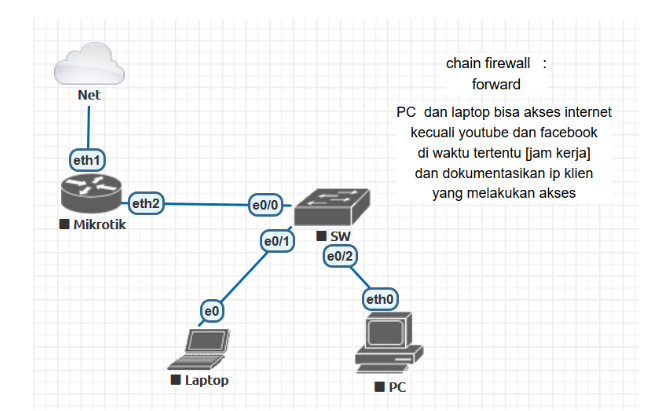 chain firewall :
forward
PC dan laptop bisa akses internet
kecuali youtube dan facebook
di waktu tertentu [jam kerja]
dan dokumentasikan ip klien
yang melakukan akses
Net
eth1
Mikrotik
eth2
e0/0
SW
e0/1
e0/2
e0
Laptop
eth0
PC